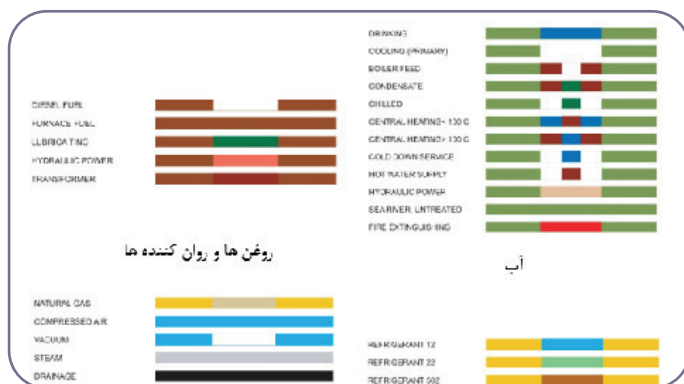 DIESEL FUEL
FURNACE FUEL
LUBRICATING
HYDRAULIC POWER
TRANSFORMER
روغن ها و روان کننده ها
DRINKING
COOLING (PRIMARY)
BOILER FEED
CONDENSATE
CHILLED
CENTRAL HEATING< 100 C
CENTRAL HEATING> 100 C
COLD DOWN SERVICE
HOT WATER SUPPLY
HYDRAULIC POWER
SEA/RIVER, UNTREATED
FIRE EXTINGUISHING
آب
NATURAL GAS
COMPRESSED AIR
VACUUM
STEAM
DRAINAGE
REFRIGERANT 12
REFRIGERANT 22
REFRIGERANT 502